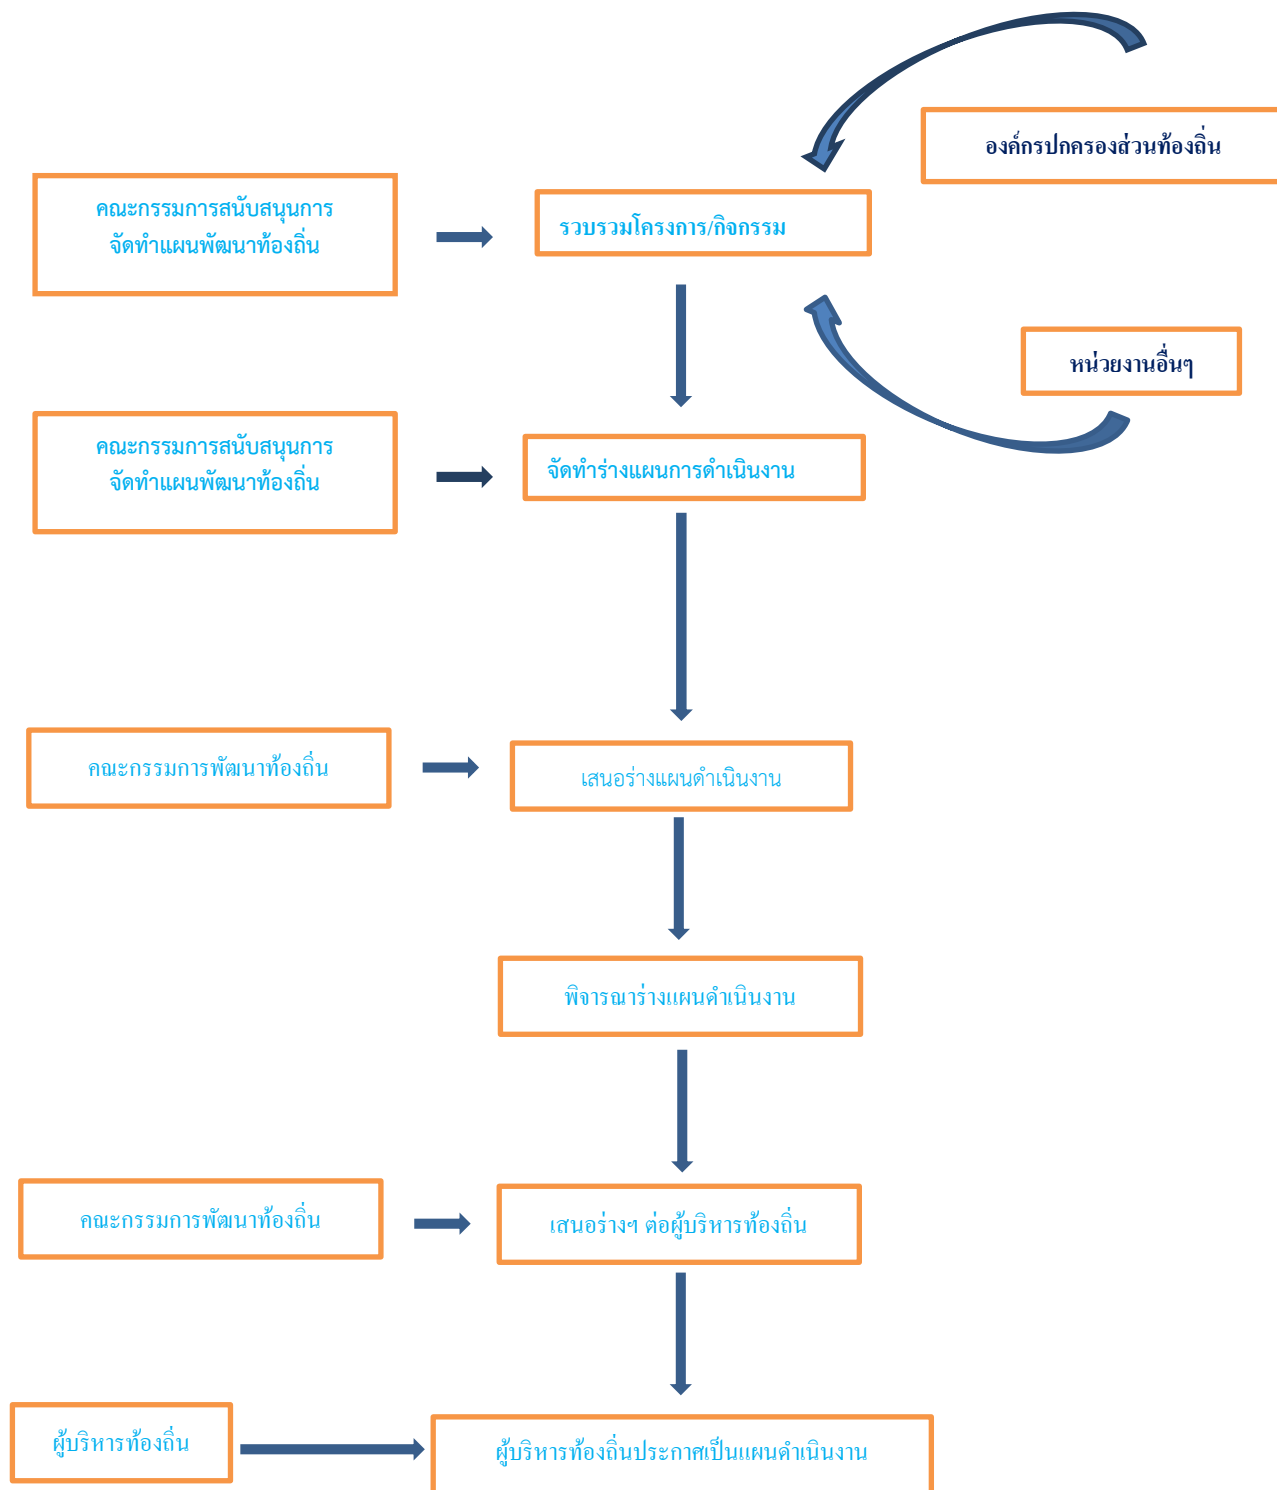 องค์กรปกครองส่วนท้องถิ่น
คณะกรรมการสนับสนุนการ
จัดทำแผนพัฒนาท้องถิ่น
รวบรวมโครงการ/กิจกรรม
หน่วยงานอื่นๆ
คณะกรรมการสนับสนุนการ
จัดทำแผนพัฒนาท้องถิ่น
จัดทำร่างแผนการดำเนินงาน
คณะกรรมการพัฒนาท้องถิ่น
เสนอร่างแผนดำเนินงาน
พิจารณาร่างแผนดำเนินงาน
คณะกรรมการพัฒนาท้องถิ่น
เสนอร่างฯ ต่อผู้บริหารท้องถิ่น
ผู้บริหารท้องถิ่น
ผู้บริหารท้องถิ่นประกาศเป็นแผนดำเนินงาน